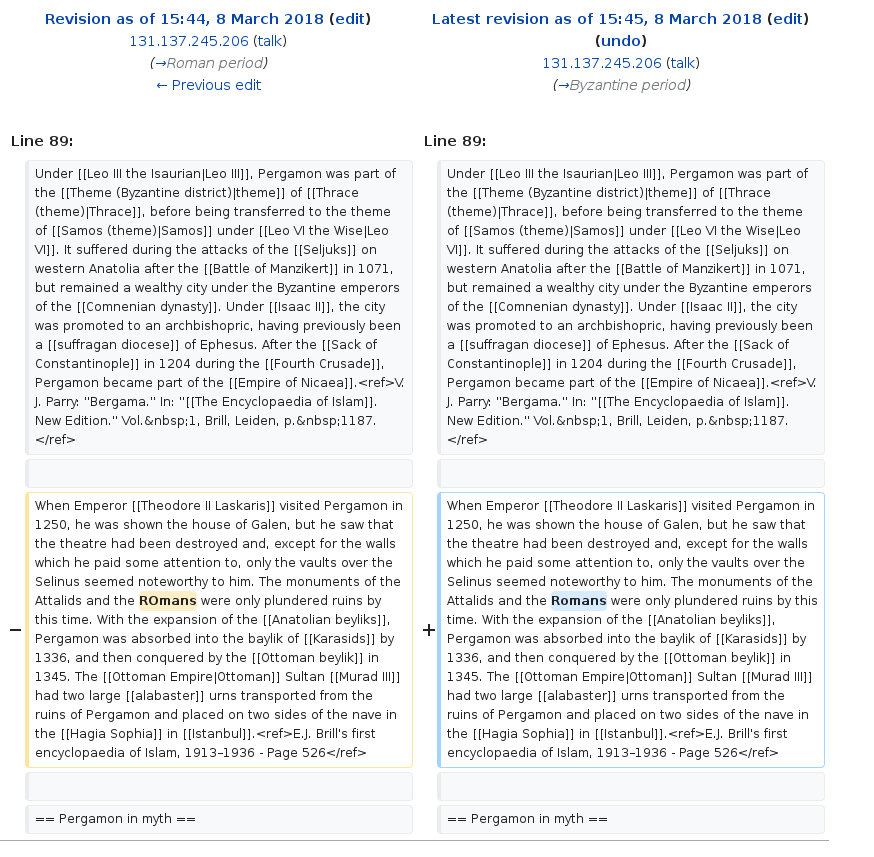 Revision as of 15:44, 8 March 2018 (edit)
131.137.245.206 (talk)
(→Roman period)
← Previous edit
Latest revision as of 15:45, 8 March 2018 (edit)
(undo)
131.137.245.206 (talk)
(→Byzantine period)
Line 89:
Under [[Leo III the Isaurian|Leo III]], Pergamon was part of
the [[Theme (Byzantine district)|theme]] of [[Thrace
(theme)|Thrace]], before being transferred to the theme
of [[Samos (theme)|Samos]] under [[Leo VI the Wise|Leo
VI]]. It suffered during the attacks of the [[Seljuks]] on
western Anatolia after the [[Battle of Manzikert]] in 1071,
but remained a wealthy city under the Byzantine emperors
of the [[Comnenian dynasty]]. Under [[Isaac II]], the city
was promoted to an archbishopric, having previously been
a [[suffragan diocese]] of Ephesus. After the [[Sack of
Constantinople]] in 1204 during the [[Fourth Crusade]],
Pergamon became part of the [[Empire of Nicaea]].<ref>V.
J. Parry: "Bergama." In: "[[The Encyclopaedia of Islam]].
New Edition." Vol.&nbsp;1, Brill, Leiden, p.&nbsp;1187.
</ref>
When Emperor [[Theodore II Laskaris]] visited Pergamon in
1250, he was shown the house of Galen, but he saw that
the theatre had been destroyed and, except for the walls
which he paid some attention to, only the vaults over the
Selinus seemed noteworthy to him. The monuments of the
Attalids and the ROmans were only plundered ruins by
− this time. With the expansion of the [[Anatolian beyliks]],
Pergamon was absorbed into the baylik of [[Karasids]] by
1336, and then conquered by the [[Ottoman beylik]] in
1345. The [[Ottoman Empire|Ottoman]] Sultan [[Murad III]]
had two large [[alabaster]] urns transported from the
ruins of Pergamon and placed on two sides of the nave in
the [[Hagia Sophia]] in [[Istanbul]].<ref>E.J. Brill's first
encyclopaedia of Islam, 1913–1936 - Page 526</ref>
== Pergamon in myth ==
Line 89:
Under [[Leo III the Isaurian|Leo III]], Pergamon was part of
the [[Theme (Byzantine district)|theme]] of [[Thrace
(theme)|Thrace]], before being transferred to the theme
of [[Samos (theme)|Samos]] under [[Leo VI the Wise|Leo
VI]]. It suffered during the attacks of the [[Seljuks]] on
western Anatolia after the [[Battle of Manzikert]] in 1071,
but remained a wealthy city under the Byzantine emperors
of the [[Comnenian dynasty]]. Under [[Isaac II]], the city
was promoted to an archbishopric, having previously been
a [[suffragan diocese]] of Ephesus. After the [[Sack of
Constantinople]] in 1204 during the [[Fourth Crusade]],
Pergamon became part of the [[Empire of Nicaea]].<ref>V.
J. Parry: "Bergama." In: "[[The Encyclopaedia of Islam]].
New Edition." Vol.&nbsp;1, Brill, Leiden, p.&nbsp;1187.
</ref>
When Emperor [[Theodore II Laskaris]] visited Pergamon in
1250, he was shown the house of Galen, but he saw that
the theatre had been destroyed and, except for the walls
which he paid some attention to, only the vaults over the
Selinus seemed noteworthy to him. The monuments of the
Attalids and the Romans were only plundered ruins by this
+ time. With the expansion of the [[Anatolian beyliks]],
Pergamon was absorbed into the baylik of [[Karasids]] by
1336, and then conquered by the [[Ottoman beylik]] in
1345. The [[Ottoman Empire|Ottoman]] Sultan [[Murad III]]
had two large [[alabaster]] urns transported from the
ruins of Pergamon and placed on two sides of the nave in
the [[Hagia Sophia]] in [[Istanbul]].<ref>E.J. Brill's first
encyclopaedia of Islam, 1913–1936 - Page 526</ref>
== Pergamon in myth ==